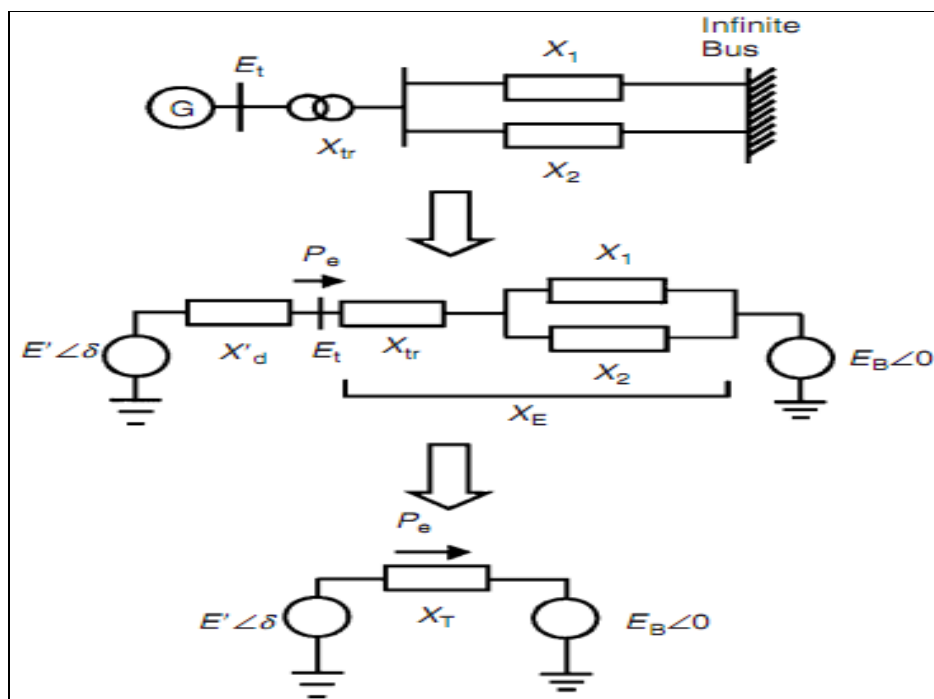 Infinite
Bus
X1
Et
G
Xtr
X2
Pe
X1
E'∠δ
X'd
Et
Xtr
X2
EB∠0
XE
Pe
E'∠δ
XT
EB∠0